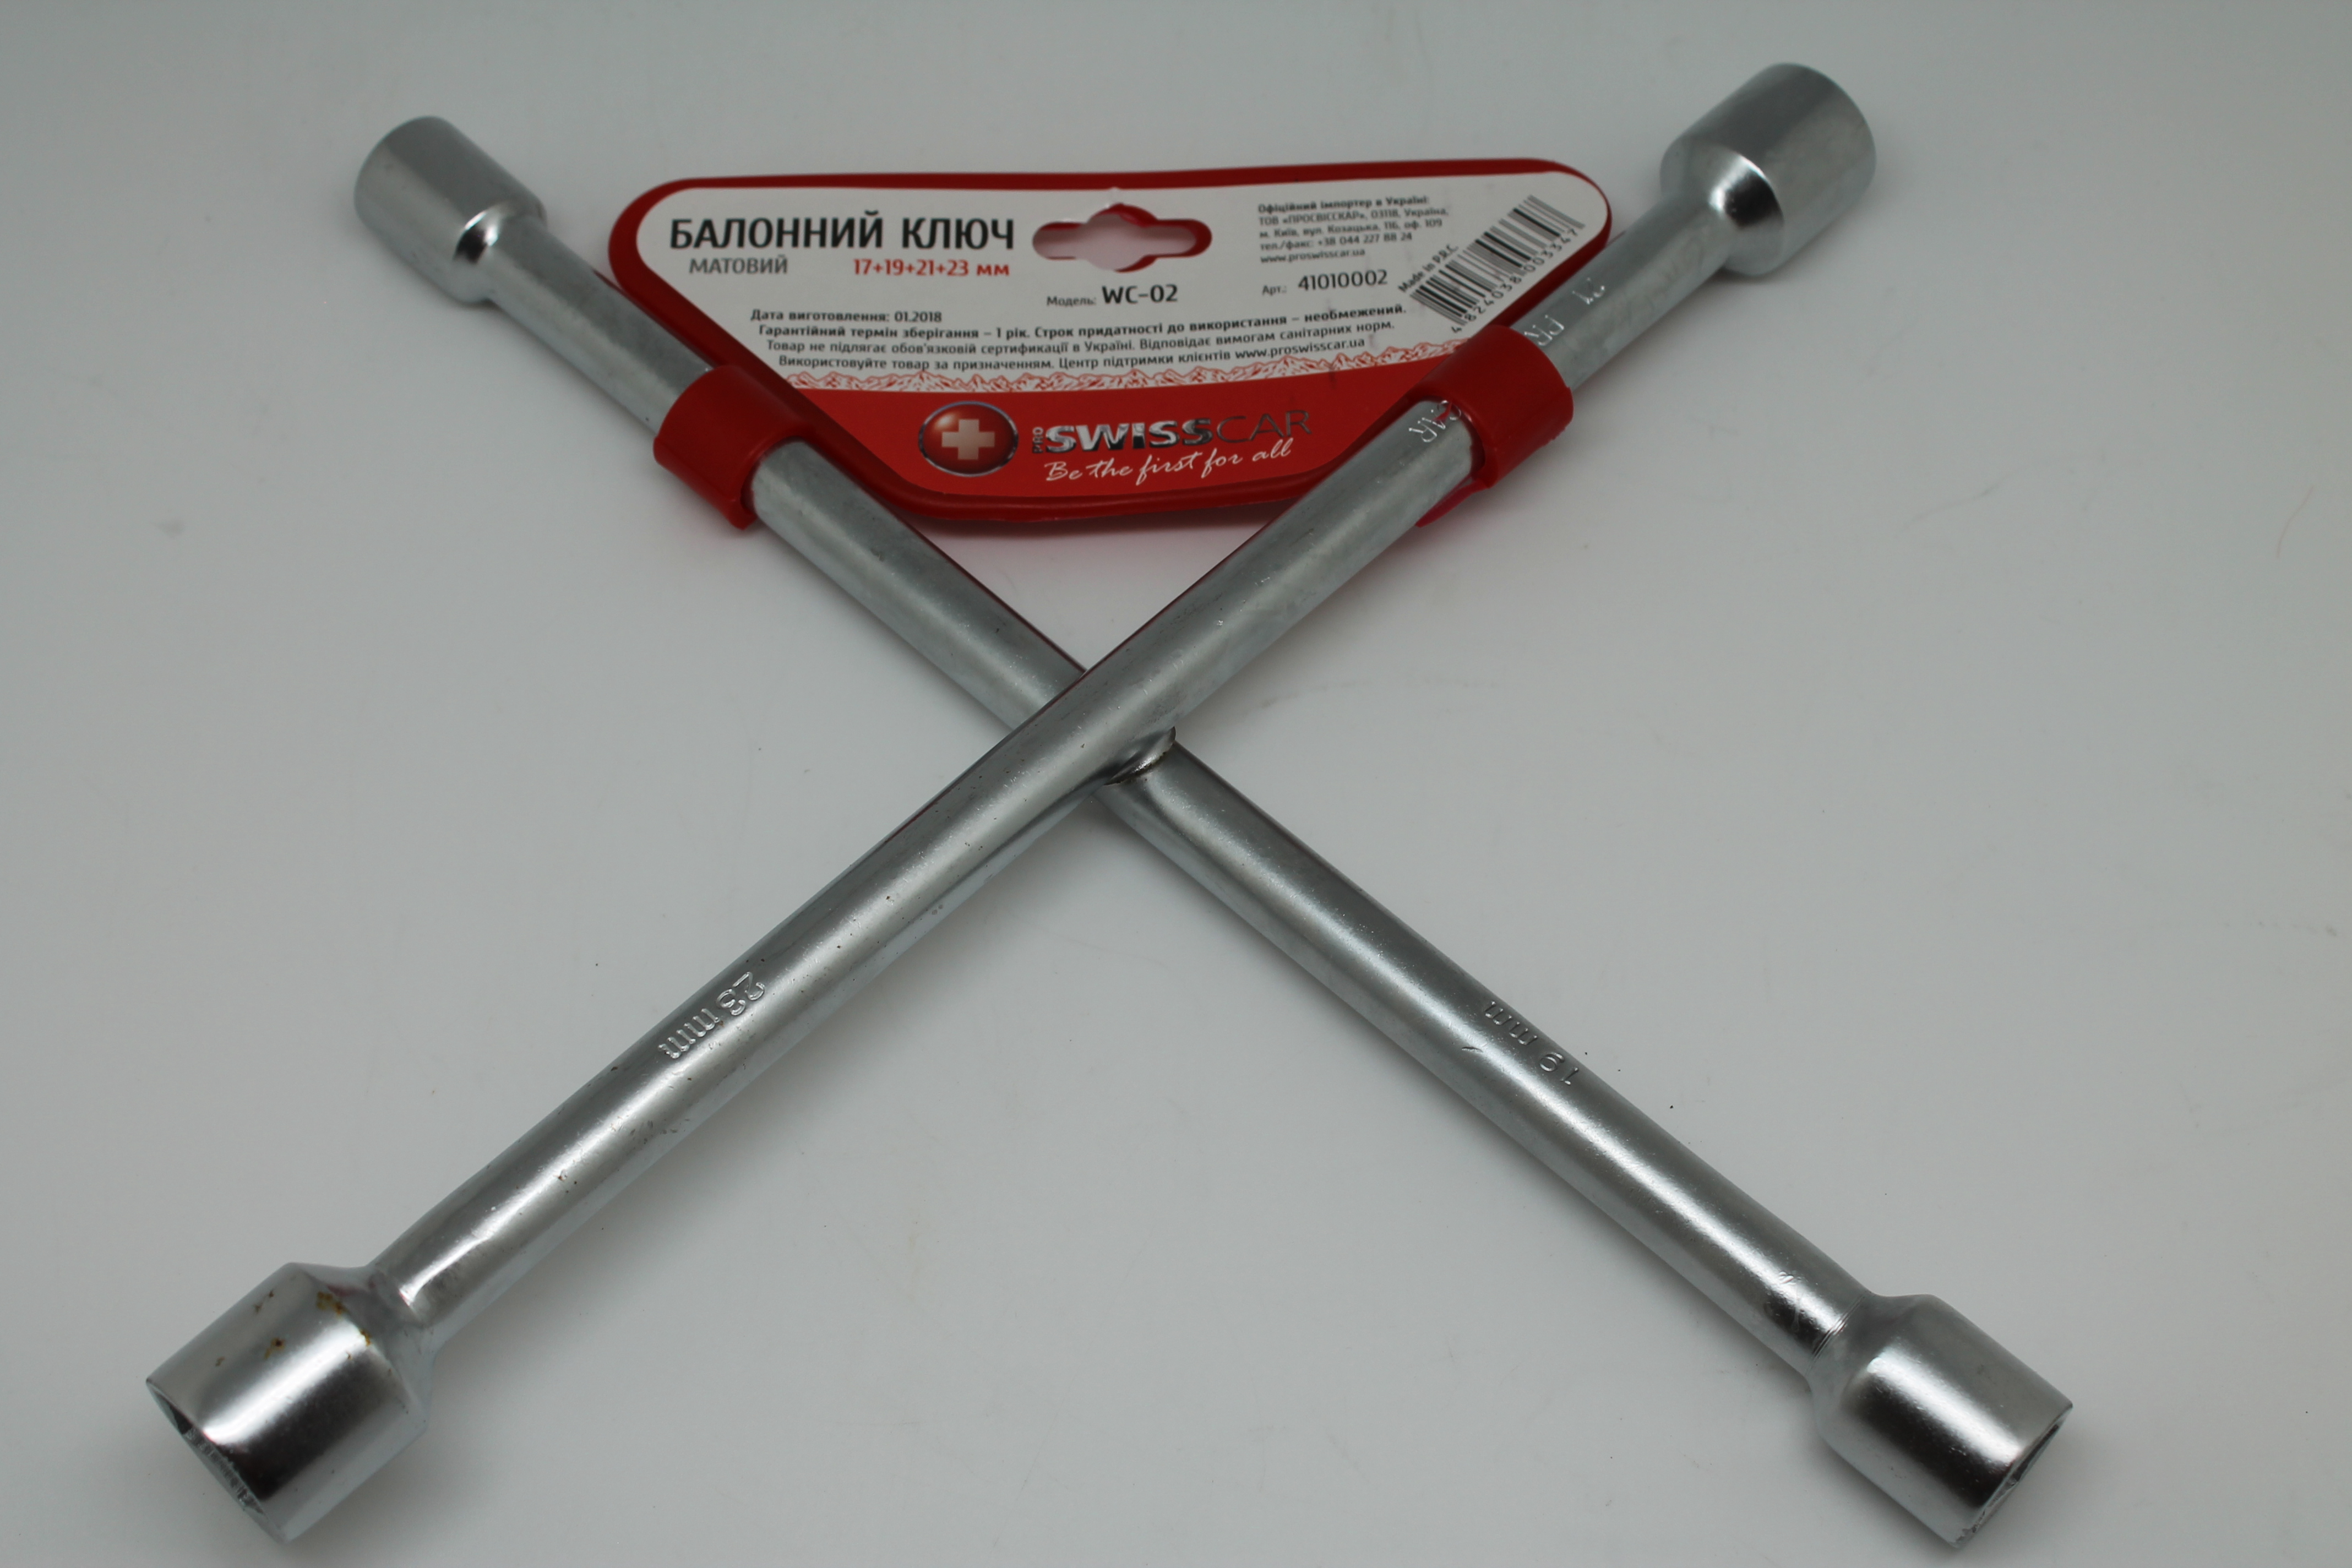 БАЛОННИЙ КЛЮЧ
МАТОВИЙ 17+19+21+23 мм
Модель: WC-02
Офіційний імпортер в Україні:
ТОВ «ПРОСВІССКАР», 03118, Україна,
м. Київ, вул. Козацька, 116, оф. 109
тел./факс: +38 044 227 88 24
www.proswisscar.ua
Арт.: 41010002
Made in P.R.C.
4 824038 003347
Дата виготовлення: 01.2018
Гарантійний термін зберігання – 1 рік. Строк придатності до використання – необмежений.
Товар не підлягає обов'язковій сертифікації в Україні. Відповідає вимогам санітарних норм.
Використовуйте товар за призначенням. Центр підтримки клієнтів www.proswisscar.ua
PRO SWISSCAR
Be the first for all
23 mm
19 mm